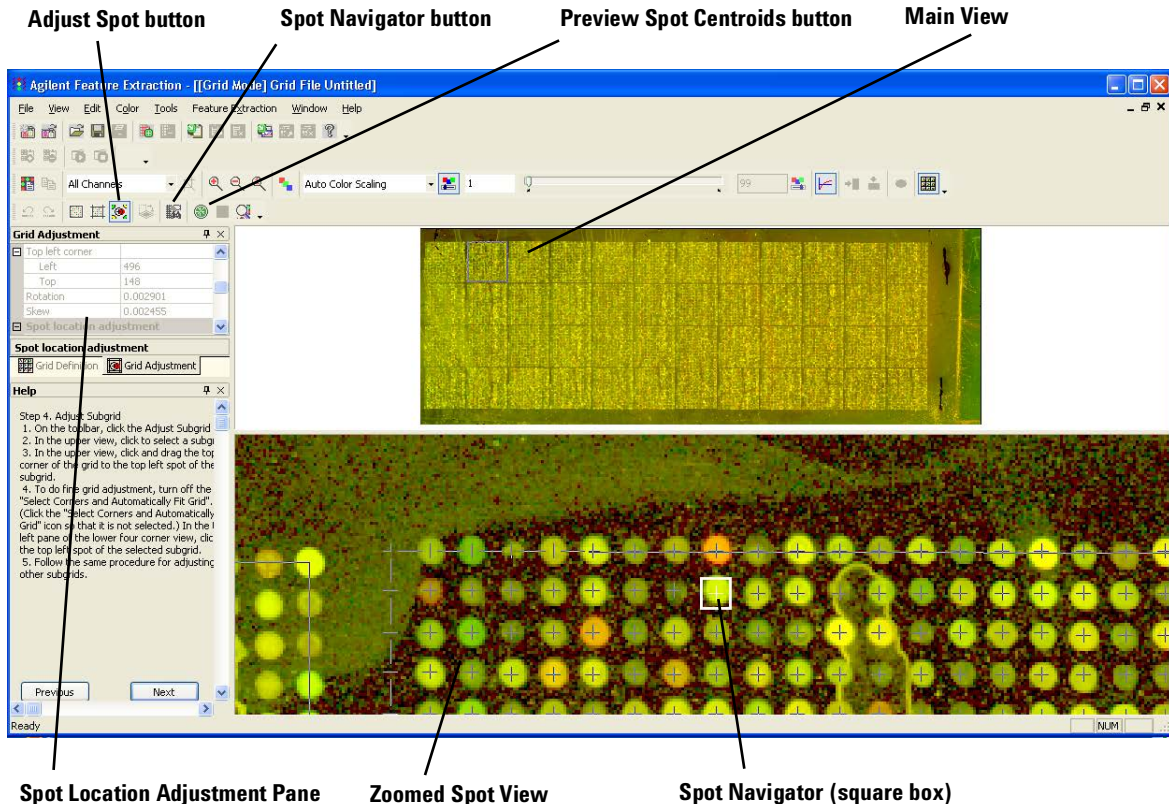 Adjust Spot button
Spot Navigator button
Preview Spot Centroids button
Main View
Agilent Feature Extraction - [[Grid Mode] Grid File Untitled]
File View Edit Color Tools Feature Extraction Window Help
All Channels
Auto Color Scaling
1
99
Grid Adjustment
Top left corner
Left 496
Top 148
Rotation 0.002901
Skew 0.002455
Spot location adjustment
Spot location adjustment
Grid Definition Grid Adjustment
Help
Step 4. Adjust Subgrid
1. On the toolbar, click the Adjust Subgrid
2. In the upper view, click to select a subgr
3. In the upper view, click and drag the top
corner of the grid to the top left spot of the
subgrid.
4. To do fine grid adjustment, turn off the
"Select Corners and Automatically Fit Grid".
(Click the "Select Corners and Automatically
Grid" icon so that it is not selected.) In the
left pane of the lower four corner view, clic
the top left spot of the selected subgrid.
5. Follow the same procedure for adjusting
other subgrids.
Previous Next
Ready
NUM
Spot Location Adjustment Pane
Zoomed Spot View
Spot Navigator (square box)